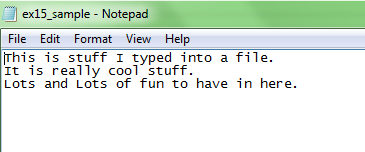 ex15_sample - Notepad
File Edit Format View Help
This is stuff I typed into a file.
It is really cool stuff.
Lots and Lots of fun to have in here.